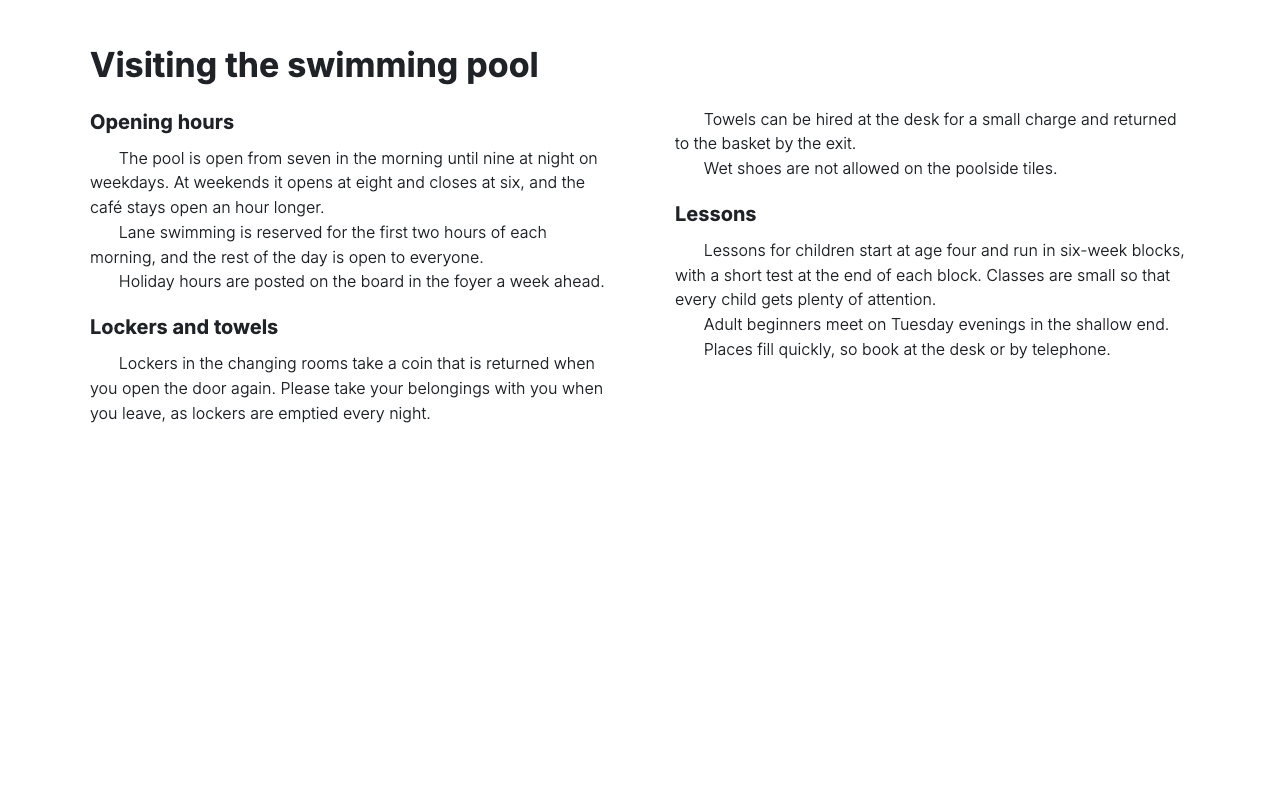 Visiting the swimming pool
Opening hours
The pool is open from seven in the morning until nine at night on
weekdays. At weekends it opens at eight and closes at six, and the
café stays open an hour longer.
Lane swimming is reserved for the first two hours of each
morning, and the rest of the day is open to everyone.
Holiday hours are posted on the board in the foyer a week ahead.
Lockers and towels
Lockers in the changing rooms take a coin that is returned when
you open the door again. Please take your belongings with you when
you leave, as lockers are emptied every night.
Towels can be hired at the desk for a small charge and returned
to the basket by the exit.
Wet shoes are not allowed on the poolside tiles.
Lessons
Lessons for children start at age four and run in six-week blocks,
with a short test at the end of each block. Classes are small so that
every child gets plenty of attention.
Adult beginners meet on Tuesday evenings in the shallow end.
Places fill quickly, so book at the desk or by telephone.